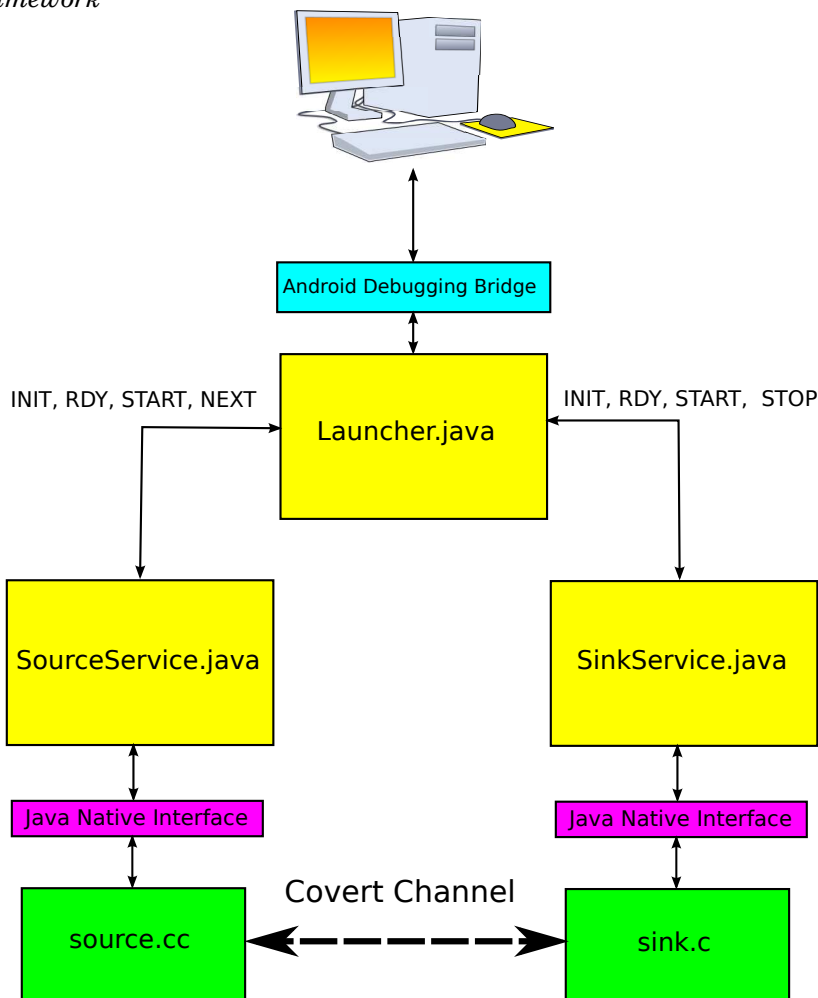 Android Debugging Bridge
INIT, RDY, START, NEXT
INIT, RDY, START,  STOP
Launcher.java
SourceService.java
SinkService.java
Java Native Interface
Java Native Interface
Covert Channel
source.cc
sink.c